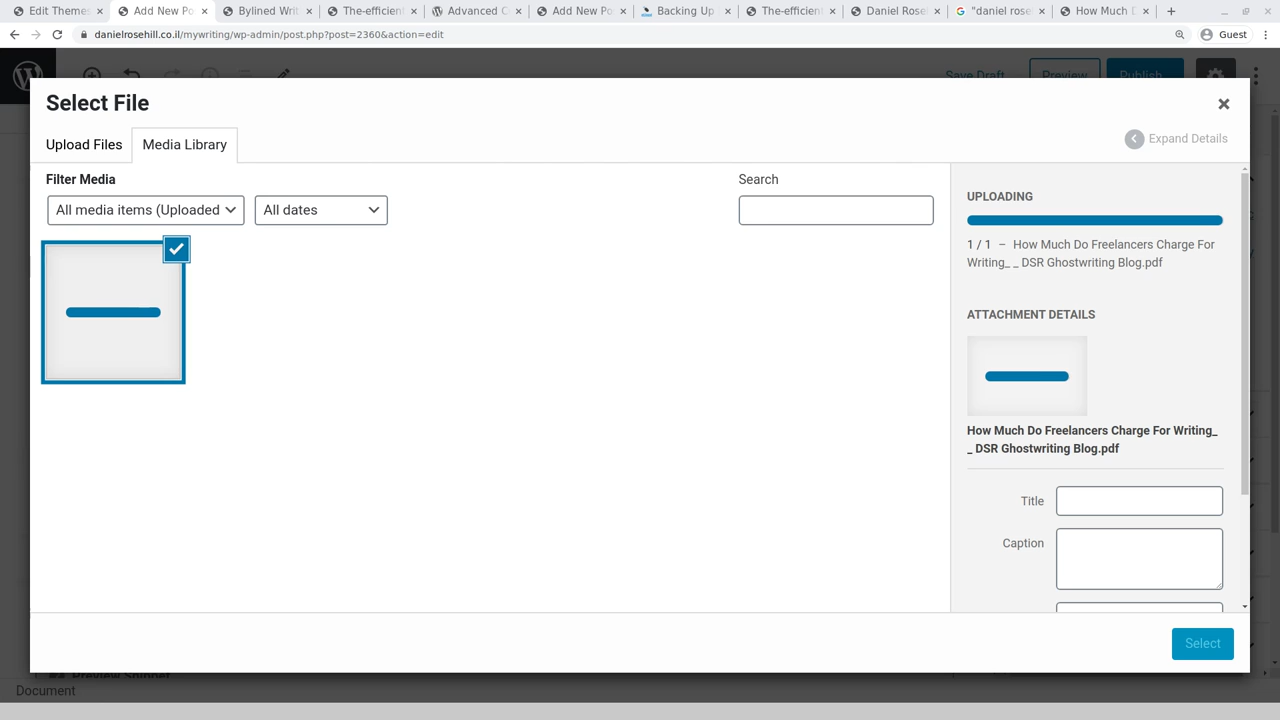 Edit Themes
Add New Po
Bylined Writ
The-efficien
Advanced C
Add New Po
Backing Up
The-efficien
Daniel Rosel
"daniel rose
How Much D
danielrosehill.co.il/mywriting/wp-admin/post.php?post=2360&action=edit
Guest
Save Draft
Preview
Publish...
Select File
Upload Files
Media Library
Expand Details
Filter Media
Search
All media items (Uploaded
All dates
UPLOADING
1 / 1 – How Much Do Freelancers Charge For
Writing_ _ DSR Ghostwriting Blog.pdf
ATTACHMENT DETAILS
How Much Do Freelancers Charge For Writing_
_ DSR Ghostwriting Blog.pdf
Title
Caption
Select
Preview Snippet
Document